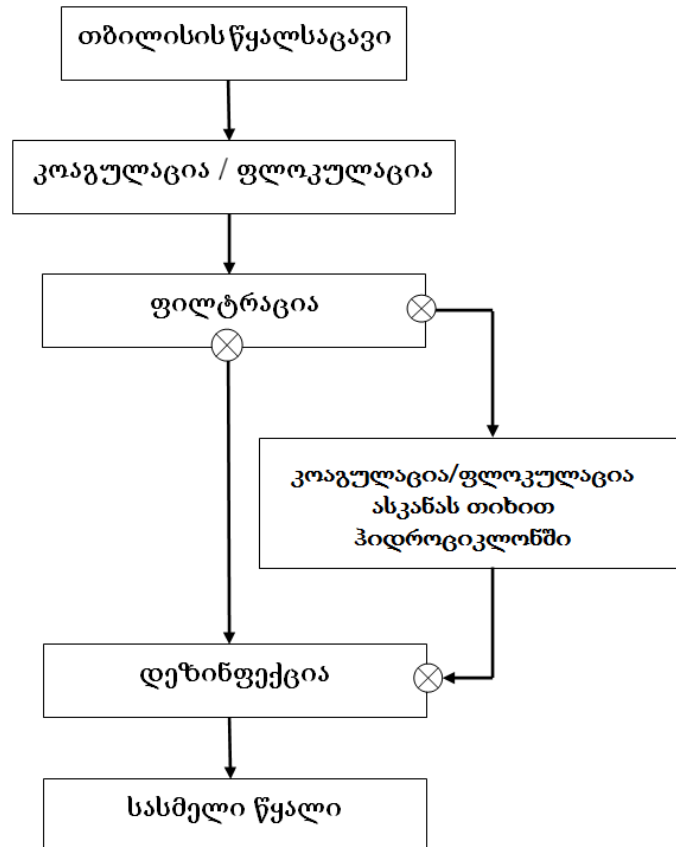 თბილისის წყალსაცავი
კოაგულაცია / ფლოკულაცია
ფილტრაცია
კოაგულაცია/ფლოკულაცია
ასკანას თიხით
ჰიდროციკლონში
დეზინფექცია
სასმელი წყალი